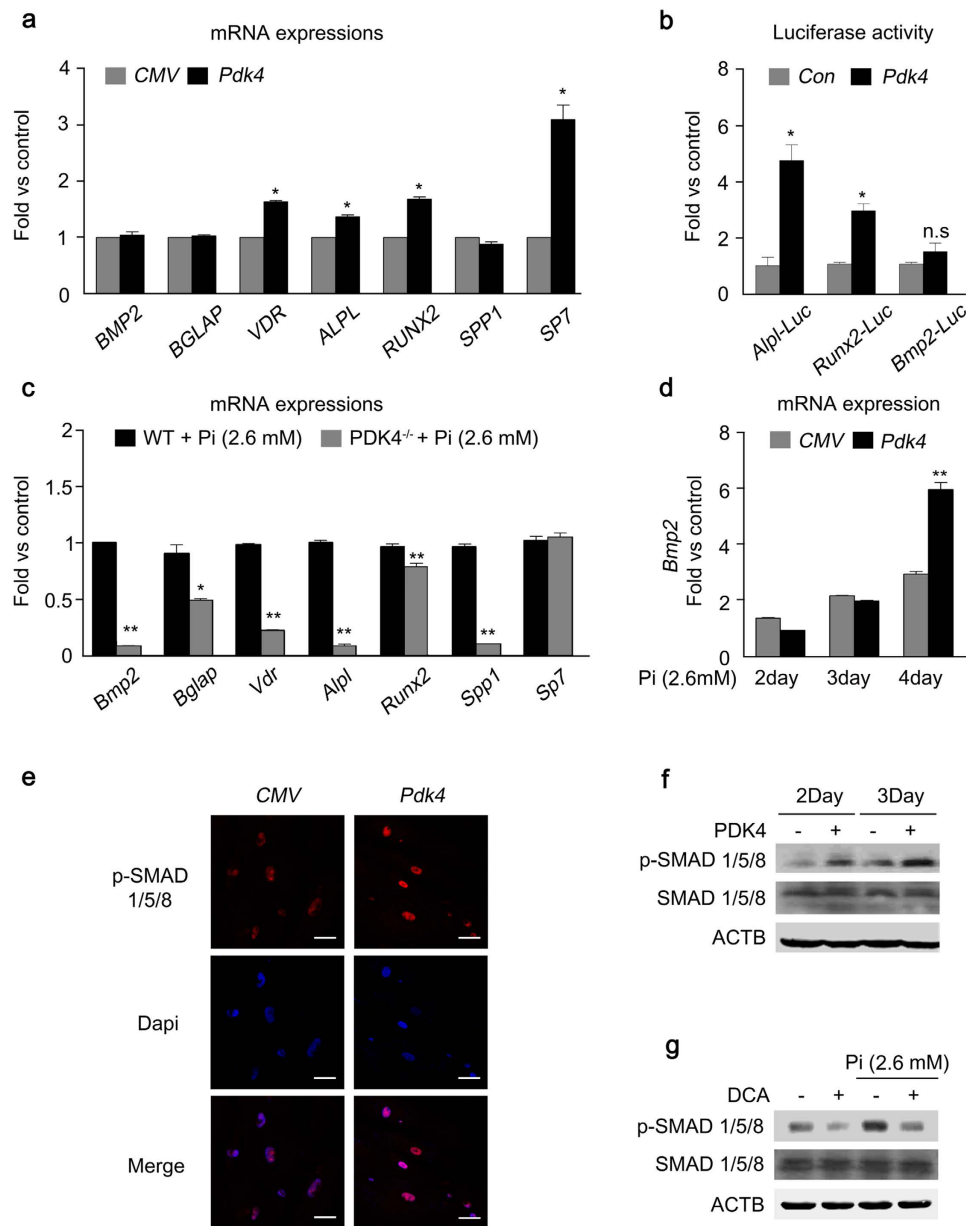 a
mRNA expressions
Fold vs control
4
3
2
1
0
CMV Pdk4
*
*
*
*
BMP2 BGLAP VDR ALPL RUNX2 SPP1 SP7
b
Luciferase activity
Fold vs control
8
6
4
2
0
Con Pdk4
*
*
n.s
Alpl-Luc Runx2-Luc Bmp2-Luc
c
mRNA expressions
Fold vs control
2
1.5
1
0.5
0
WT + Pi (2.6 mM) PDK4-/- + Pi (2.6 mM)
**
*
**
**
**
**
Bmp2 Bglap Vdr Alpl Runx2 Spp1 Sp7
d
mRNA expression
Bmp2
Fold vs control
8
6
4
2
0
CMV Pdk4
**
Pi (2.6mM) 2day 3day 4day
e
CMV Pdk4
p-SMAD
1/5/8
Dapi
Merge
f
2Day 3Day
PDK4 - + - +
p-SMAD 1/5/8
SMAD 1/5/8
ACTB
g
Pi (2.6 mM)
DCA - + - +
p-SMAD 1/5/8
SMAD 1/5/8
ACTB